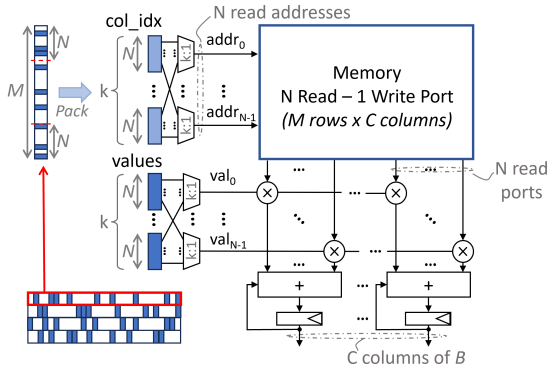 col_idx
N read addresses
N
M
N
Pack
k
N
k:1
N
k:1
addr0
addrN-1
Memory
N Read – 1 Write Port
(M rows x C columns)
values
k
N
k:1
N
k:1
val0
valN-1
N read
ports
+
+
C columns of B